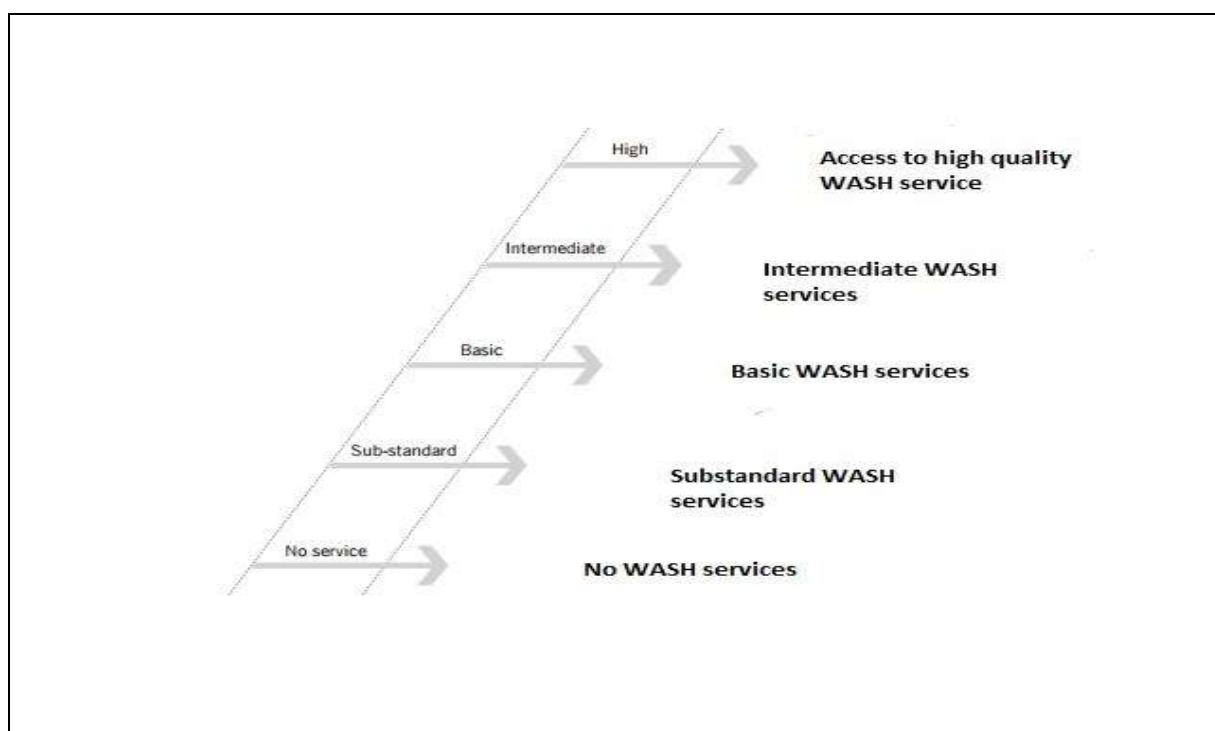 High
Access to high quality
WASH service
Intermediate
Intermediate WASH
services
Basic
Basic WASH services
Sub-standard
Substandard WASH
services
No service
No WASH services